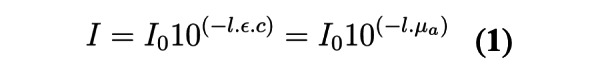 I = I₀10^(−l.ϵ.c) = I₀10^(−l.μₐ) (1)